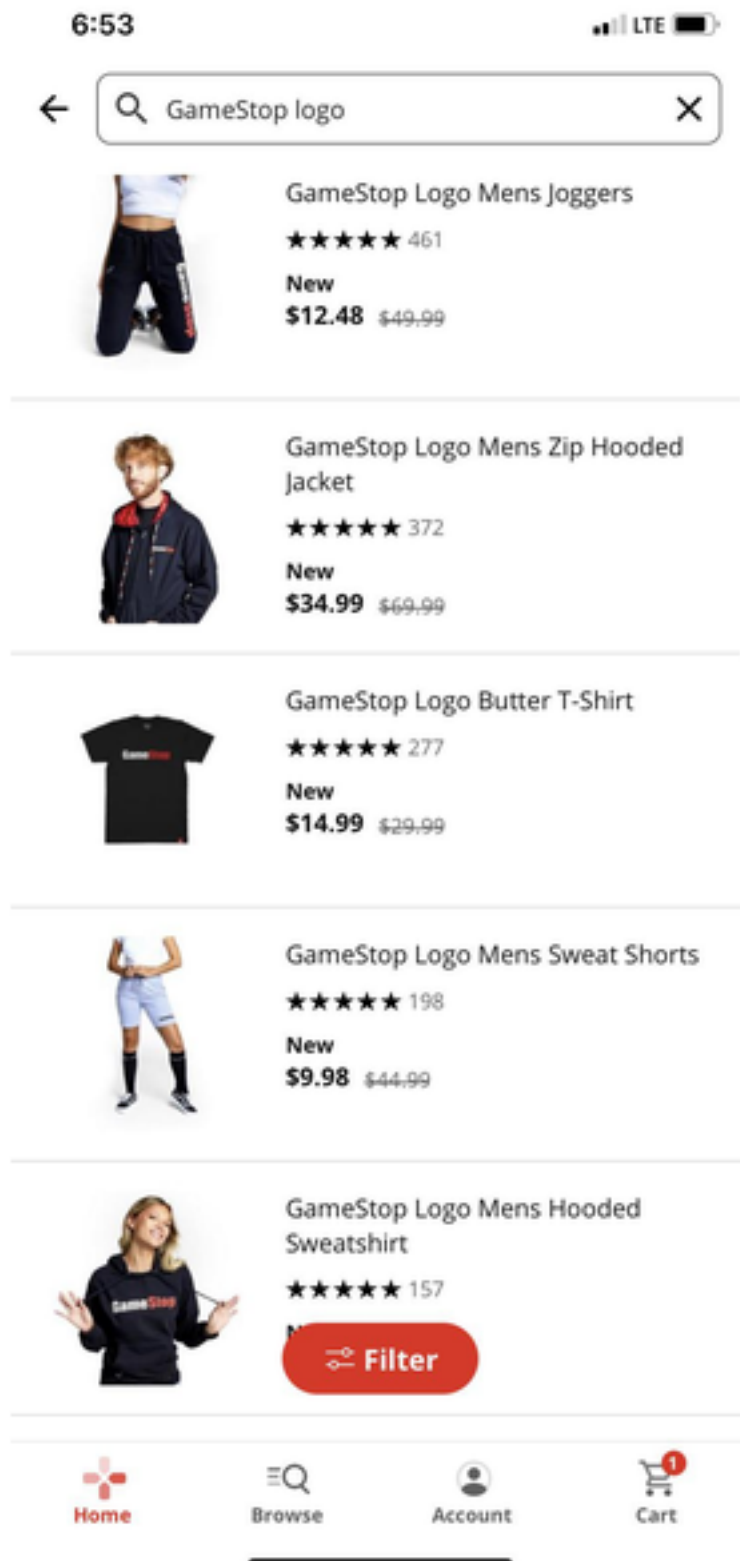 6:53
LTE
GameStop logo
GameStop Logo Mens Joggers
★★★★★ 461
New
$12.48 $49.99
GameStop Logo Mens Zip Hooded
Jacket
★★★★★ 372
New
$34.99 $69.99
GameStop Logo Butter T-Shirt
★★★★★ 277
GameStop
New
$14.99 $29.99
GameStop Logo Mens Sweat Shorts
★★★★★ 198
New
$9.98 $44.99
GameStop Logo Mens Hooded
Sweatshirt
★★★★★ 157
GameStop
Filter
1
Home
Browse
Account
Cart